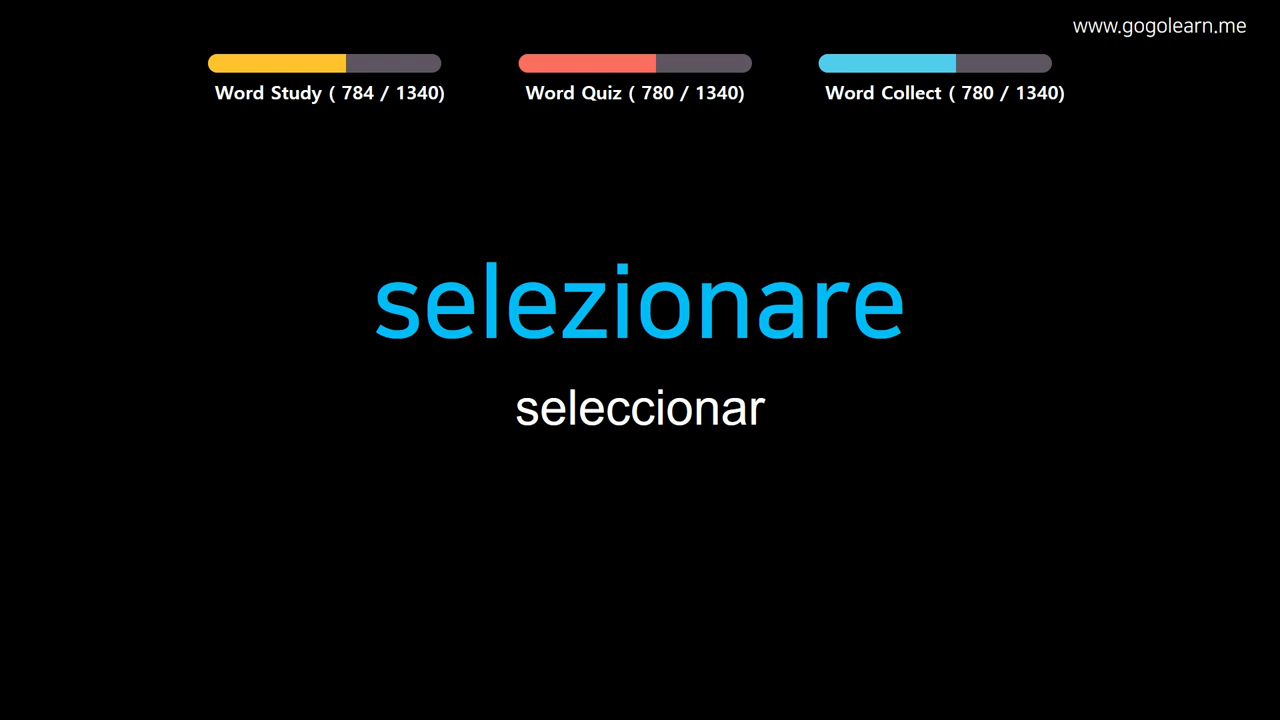 www.gogolearn.me
Word Study ( 784 / 1340)
Word Quiz ( 780 / 1340)
Word Collect ( 780 / 1340)
selezionare
seleccionar